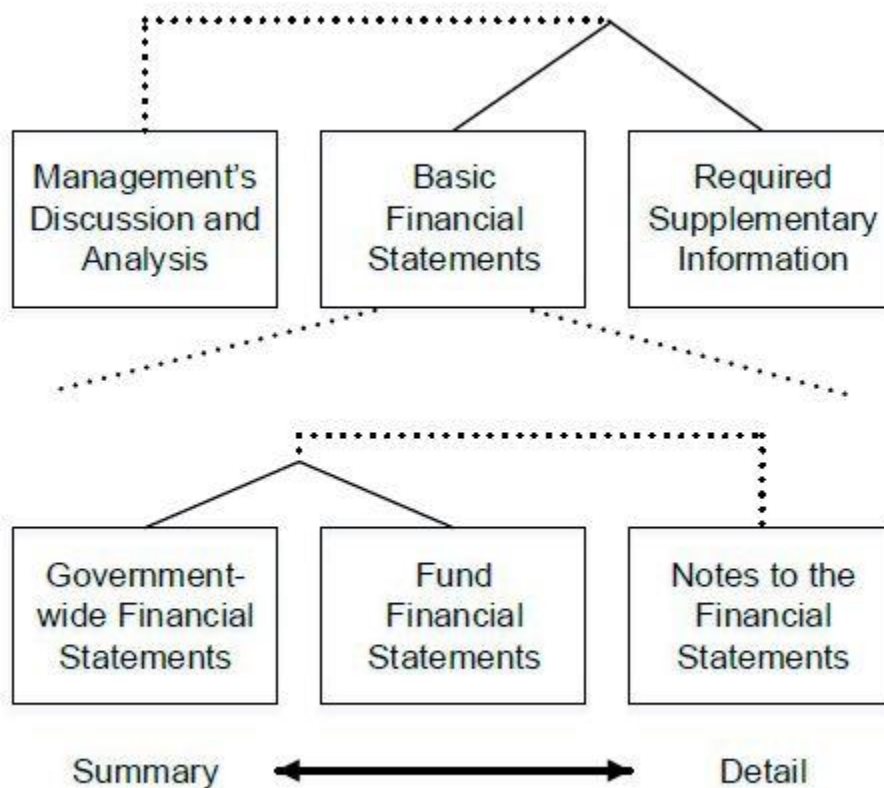 Management's
Discussion and
Analysis
Basic
Financial
Statements
Required
Supplementary
Information
Government-
wide Financial
Statements
Fund
Financial
Statements
Notes to the
Financial
Statements
Summary
Detail